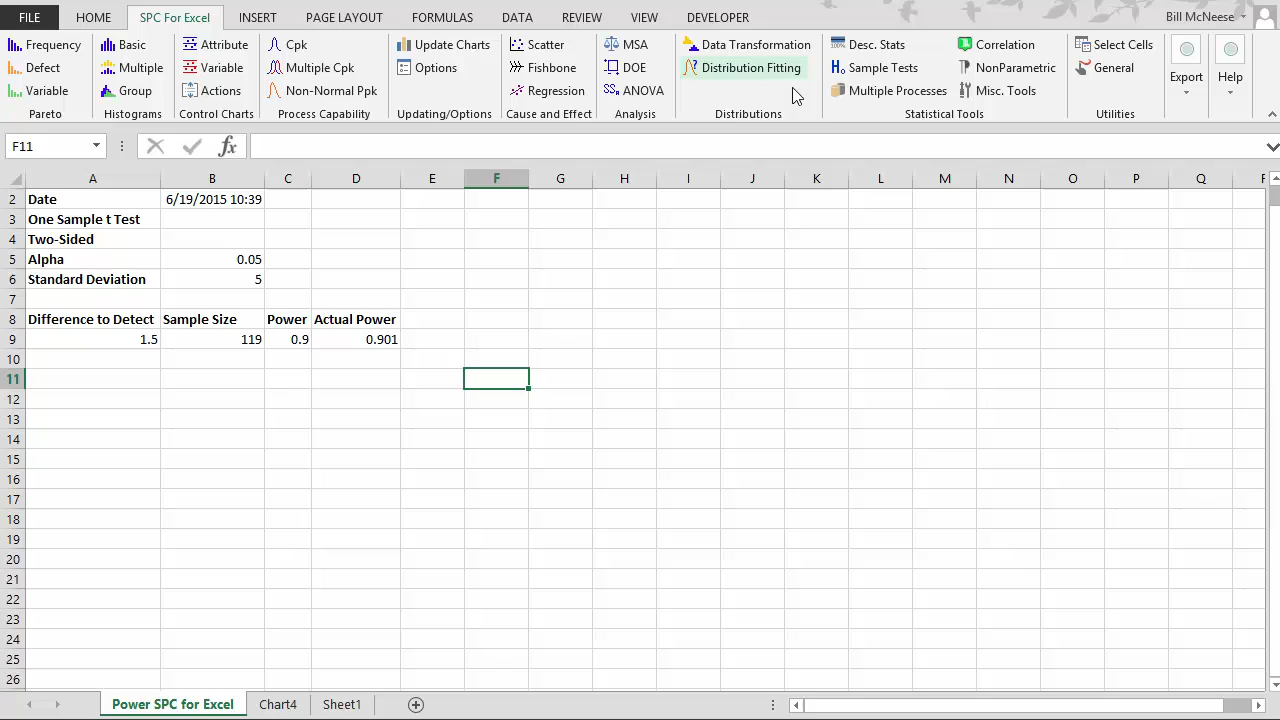 FILE HOME SPC For Excel INSERT PAGE LAYOUT FORMULAS DATA REVIEW VIEW DEVELOPER Bill McNeese
Frequency Basic Attribute Cpk Update Charts Scatter MSA Data Transformation Desc. Stats Correlation Select Cells
Defect Multiple Variable Multiple Cpk Options Fishbone DOE Distribution Fitting Sample Tests NonParametric General Export Help
Variable Group Actions Non-Normal Ppk Regression ANOVA Multiple Processes Misc. Tools
Pareto Histograms Control Charts Process Capability Updating/Options Cause and Effect Analysis Distributions Statistical Tools Utilities
F11 fx
A B C D E F G H I J K L M N O P Q
2 Date 6/19/2015 10:39
3 One Sample t Test
4 Two-Sided
5 Alpha 0.05
6 Standard Deviation 5
7
8 Difference to Detect Sample Size Power Actual Power
9 1.5 119 0.9 0.901
10
11
12
13
14
15
16
17
18
19
20
21
22
23
24
25
26
Power SPC for Excel Chart4 Sheet1